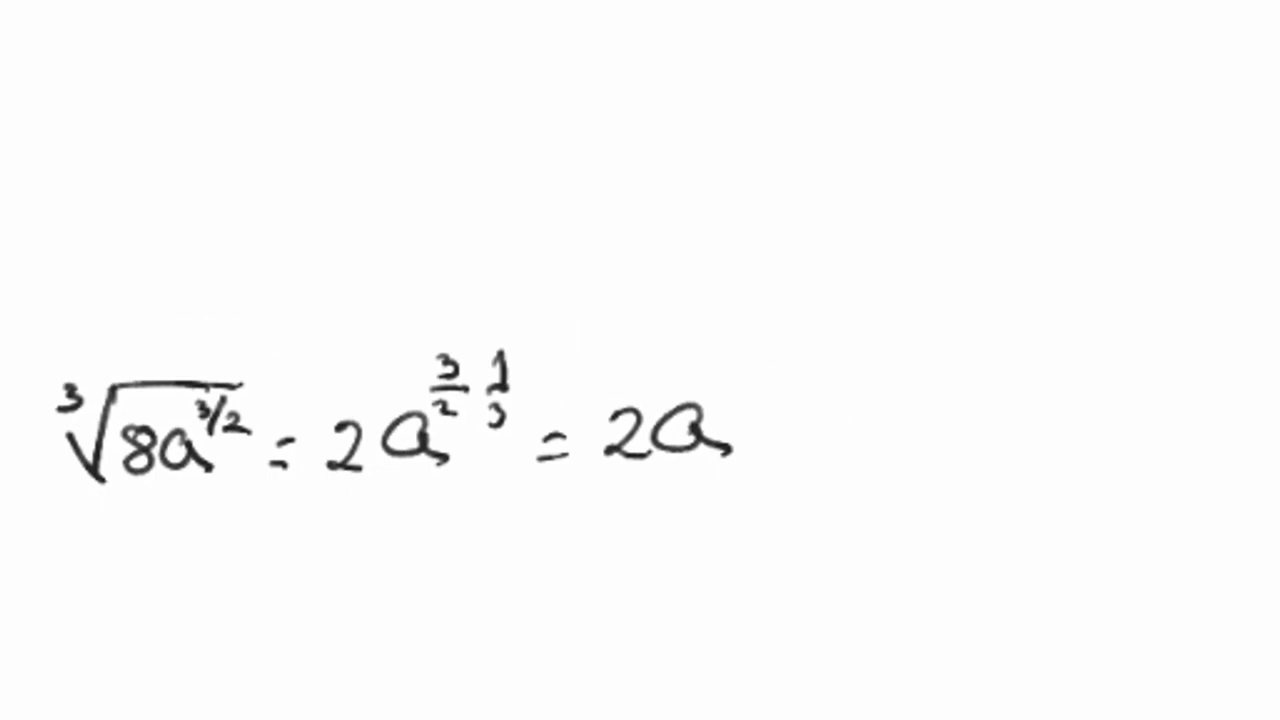 ∛(8a^(3/2)) = 2a^(3/2 1/3) = 2a